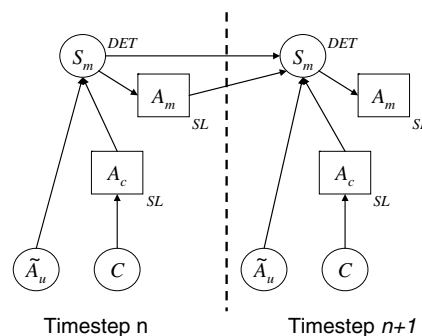 S_m DET S_m DET
A_m SL A_m SL
A_c SL A_c SL
Ã_u C Ã_u C
Timestep n Timestep n+1